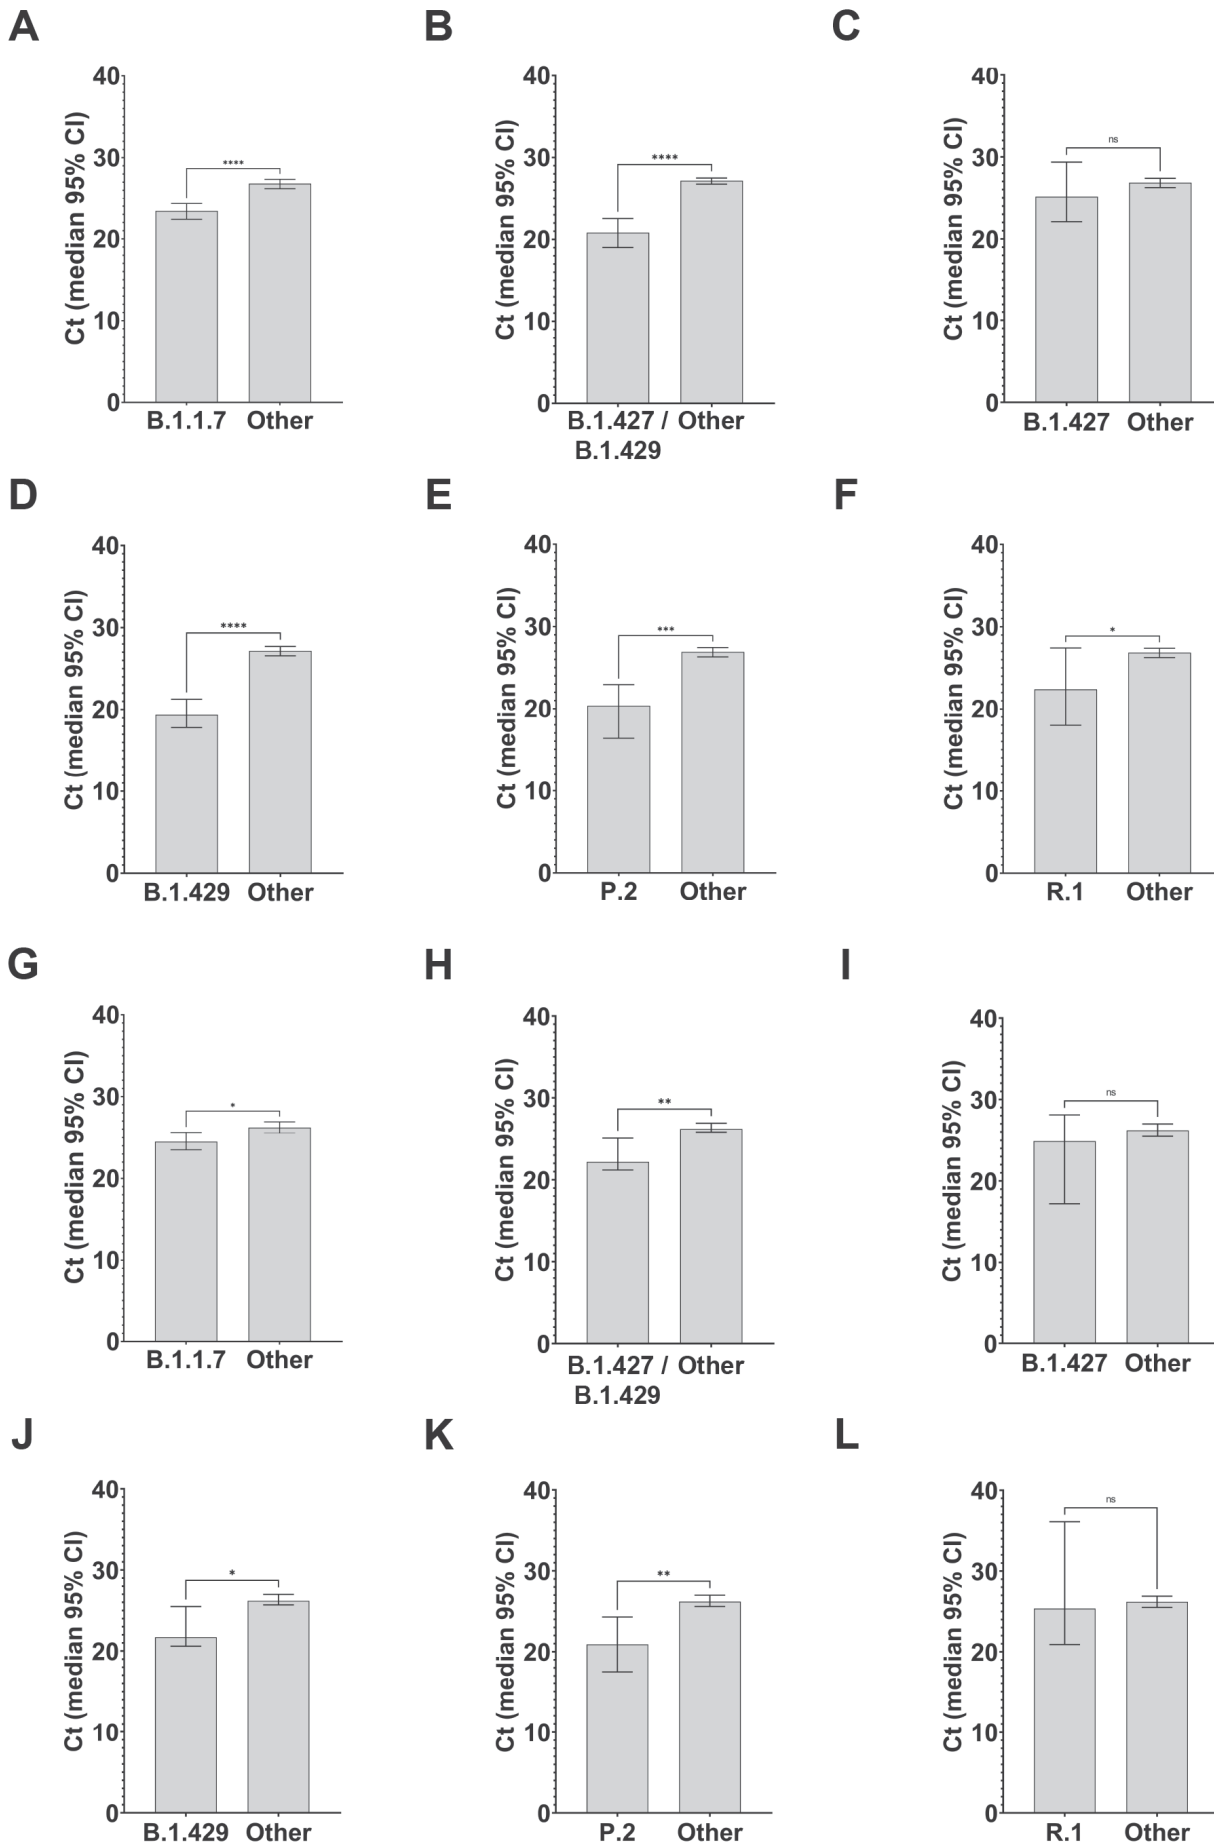 A
40
30
20
10
0
Ct (median 95% CI)
****
B.1.1.7 Other
B
40
30
20
10
0
Ct (median 95% CI)
****
B.1.427 / Other
B.1.429
C
40
30
20
10
0
Ct (median 95% CI)
ns
B.1.427 Other
D
40
30
20
10
0
Ct (median 95% CI)
****
B.1.429 Other
E
40
30
20
10
0
Ct (median 95% CI)
***
P.2 Other
F
40
30
20
10
0
Ct (median 95% CI)
*
R.1 Other
G
40
30
20
10
0
Ct (median 95% CI)
*
B.1.1.7 Other
H
40
30
20
10
0
Ct (median 95% CI)
**
B.1.427 / Other
B.1.429
I
40
30
20
10
0
Ct (median 95% CI)
ns
B.1.427 Other
J
40
30
20
10
0
Ct (median 95% CI)
*
B.1.429 Other
K
40
30
20
10
0
Ct (median 95% CI)
**
P.2 Other
L
40
30
20
10
0
Ct (median 95% CI)
ns
R.1 Other